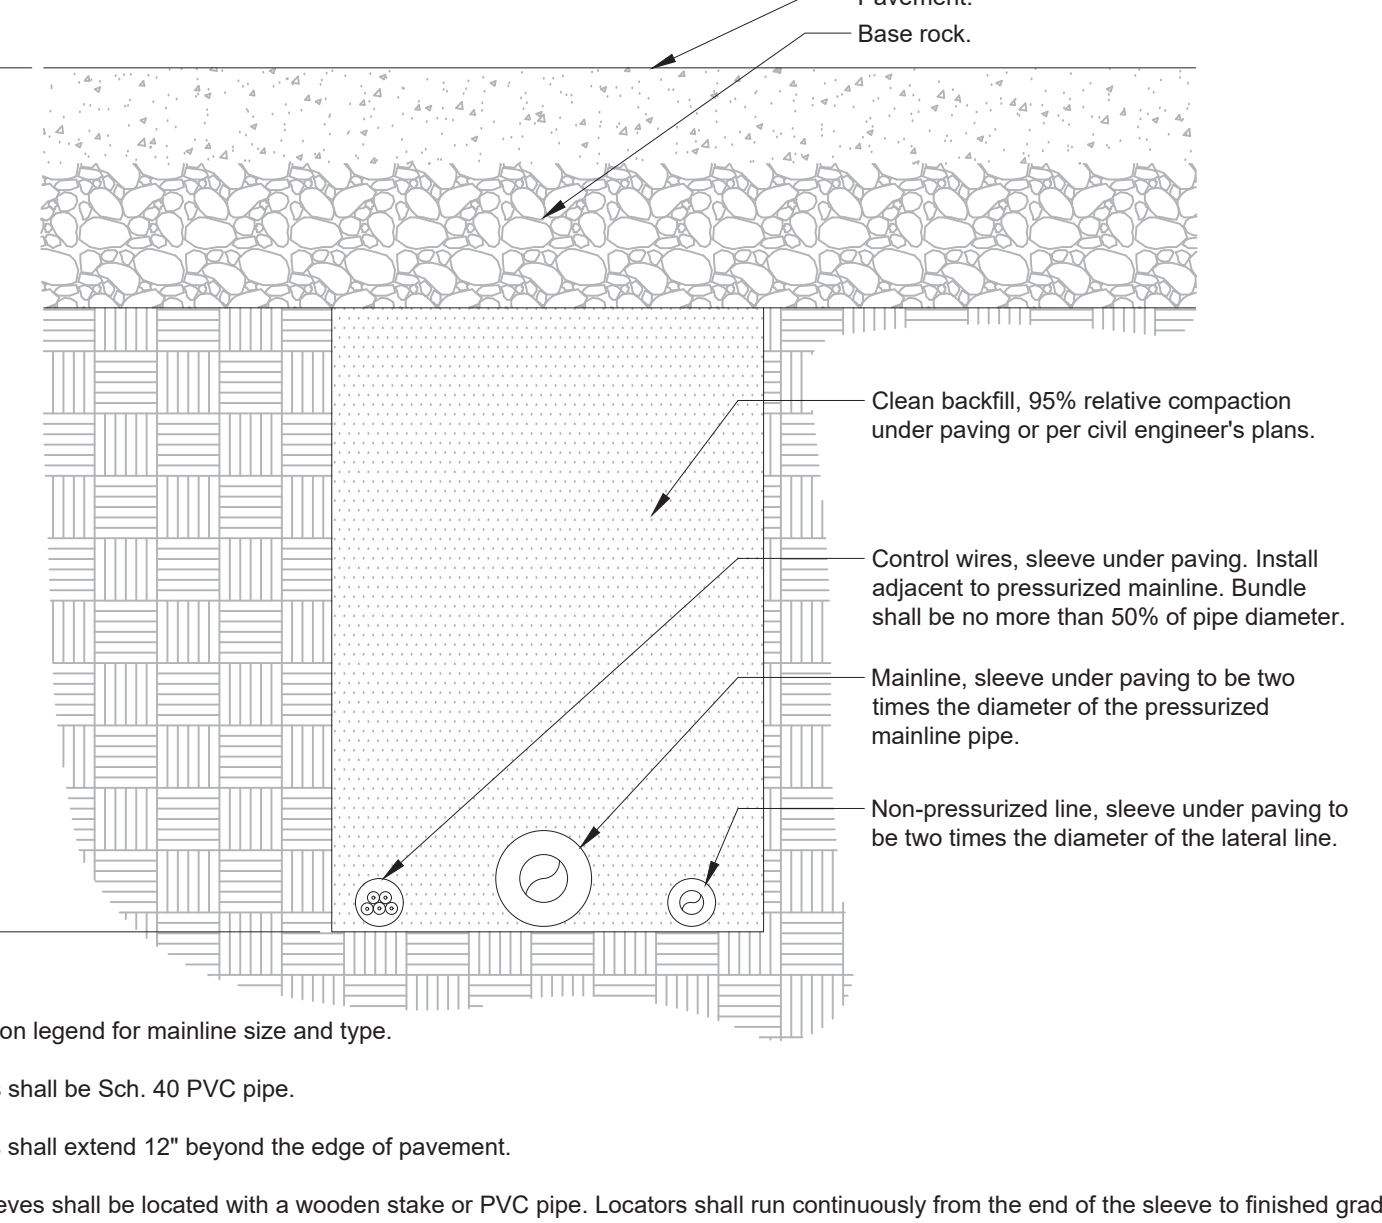 Pavement.
Base rock.
Clean backfill, 95% relative compaction
under paving or per civil engineer's plans.
Control wires, sleeve under paving. Install
adjacent to pressurized mainline. Bundle
shall be no more than 50% of pipe diameter.
Mainline, sleeve under paving to be two
times the diameter of the pressurized
mainline pipe.
Non-pressurized line, sleeve under paving to
be two times the diameter of the lateral line.
on legend for mainline size and type.
s shall be Sch. 40 PVC pipe.
s shall extend 12" beyond the edge of pavement.
eves shall be located with a wooden stake or PVC pipe. Locators shall run continuously from the end of the sleeve to finished grad